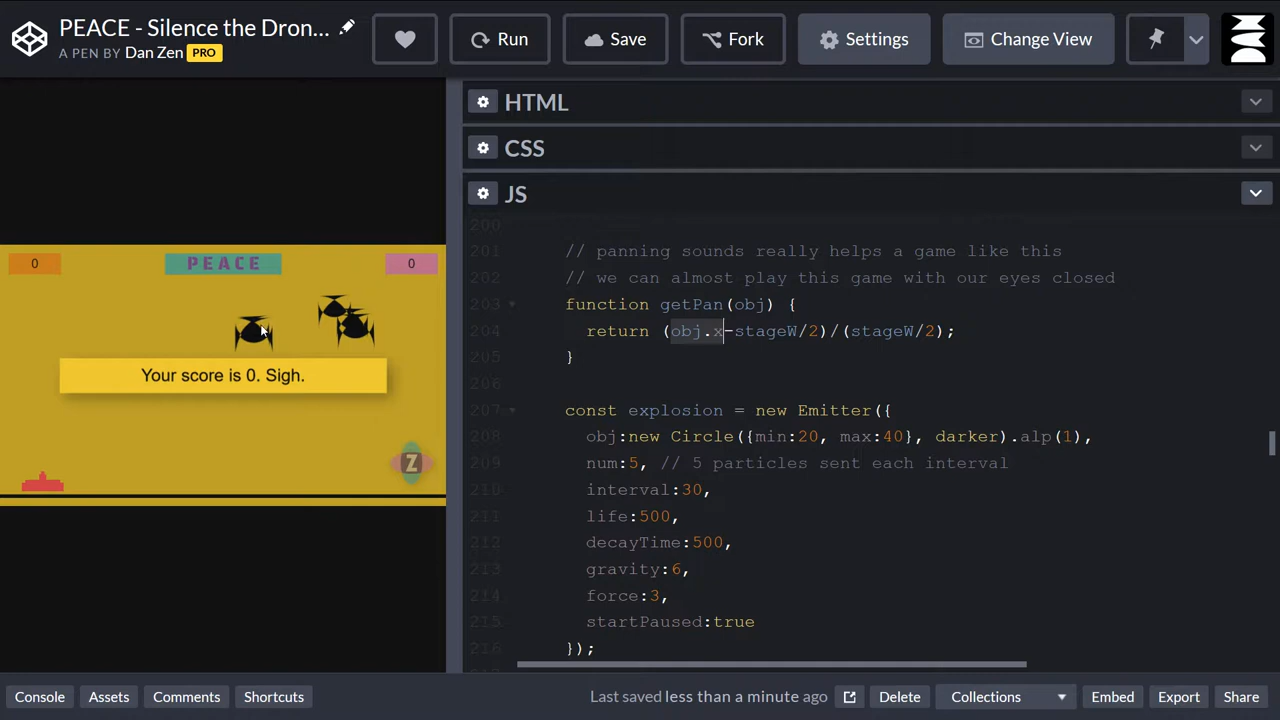 PEACE - Silence the Dron...
A PEN BY Dan Zen PRO
Run
Save
Fork
Settings
Change View
HTML
CSS
JS
0
PEACE
0
Your score is 0. Sigh.
Z
200
201 // panning sounds really helps a game like this
202 // we can almost play this game with our eyes closed
203 function getPan(obj) {
204 return (obj.x-stageW/2)/(stageW/2);
205 }
206
207 const explosion = new Emitter({
208 obj:new Circle({min:20, max:40}, darker).alp(1),
209 num:5, // 5 particles sent each interval
210 interval:30,
211 life:500,
212 decayTime:500,
213 gravity:6,
214 force:3,
215 startPaused:true
216 });
Console
Assets
Comments
Shortcuts
Last saved less than a minute ago
Delete
Collections
Embed
Export
Share